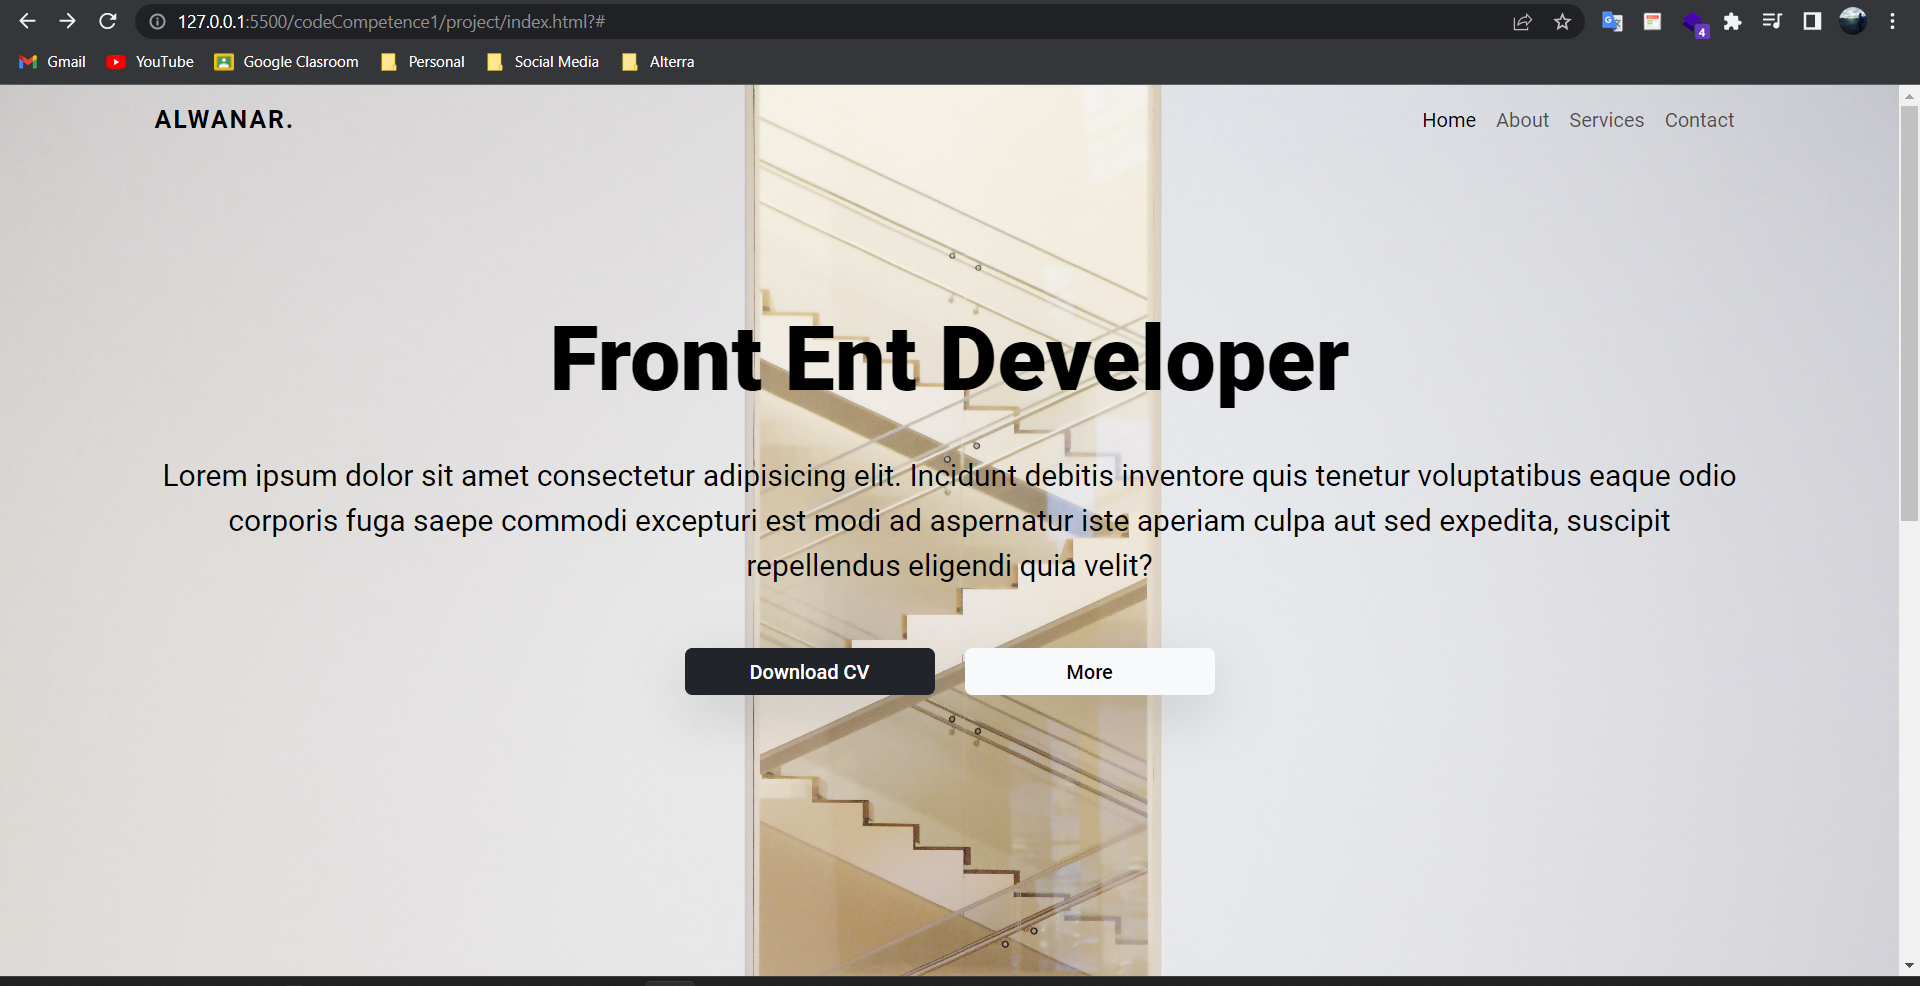 127.0.0.1:5500/codeCompetence1/project/index.html?#
4
Gmail YouTube Google Clasroom Personal Social Media Alterra
ALWANAR. Home About Services Contact
Front Ent Developer
Lorem ipsum dolor sit amet consectetur adipisicing elit. Incidunt debitis inventore quis tenetur voluptatibus eaque odio
corporis fuga saepe commodi excepturi est modi ad aspernatur iste aperiam culpa aut sed expedita, suscipit
repellendus eligendi quia velit?
Download CV More